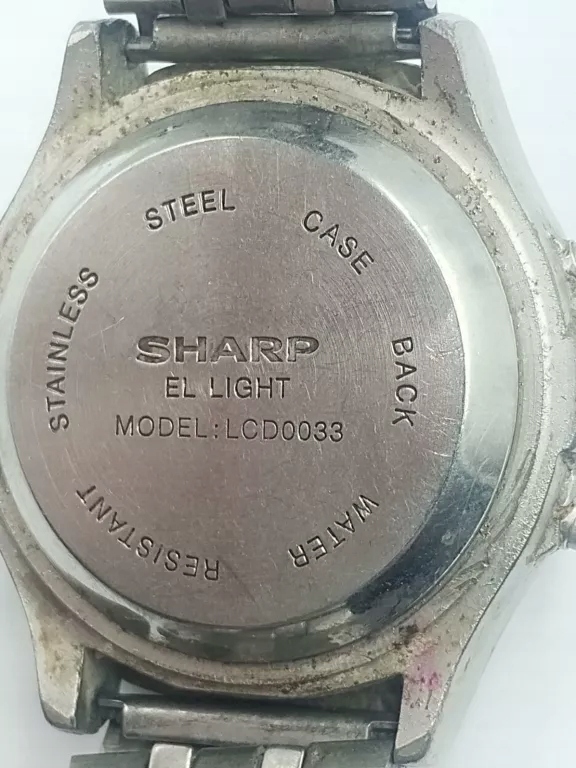 STAINLESS STEEL CASE BACK
WATER RESISTANT
SHARP
EL LIGHT
MODEL:LCD0033